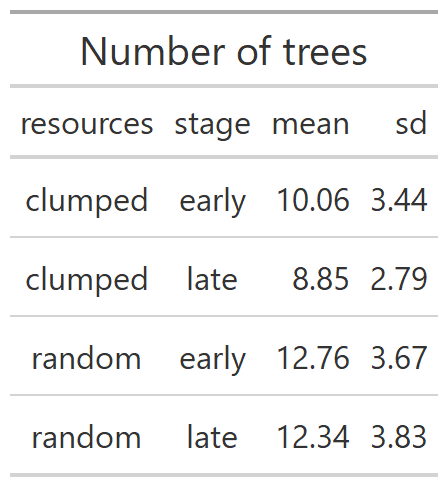 Number of trees
resources stage mean sd
clumped early 10.06 3.44
clumped late 8.85 2.79
random early 12.76 3.67
random late 12.34 3.83